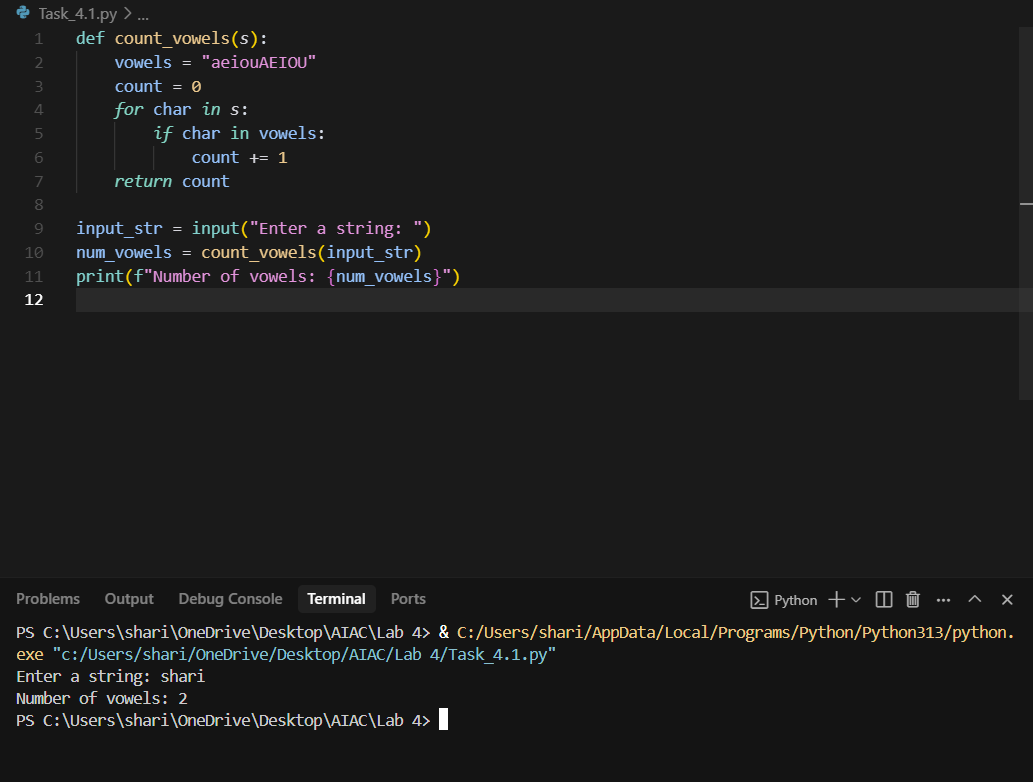 Task_4.1.py > ...
1 def count_vowels(s):
2     vowels = "aeiouAEIOU"
3     count = 0
4     for char in s:
5         if char in vowels:
6             count += 1
7     return count
8
9 input_str = input("Enter a string: ")
10 num_vowels = count_vowels(input_str)
11 print(f"Number of vowels: {num_vowels}")
12
Problems Output Debug Console Terminal Ports Python
PS C:\Users\shari\OneDrive\Desktop\AIAC\Lab 4> & C:/Users/shari/AppData/Local/Programs/Python/Python313/python.
exe "c:/Users/shari/OneDrive/Desktop/AIAC/Lab 4/Task_4.1.py"
Enter a string: shari
Number of vowels: 2
PS C:\Users\shari\OneDrive\Desktop\AIAC\Lab 4>